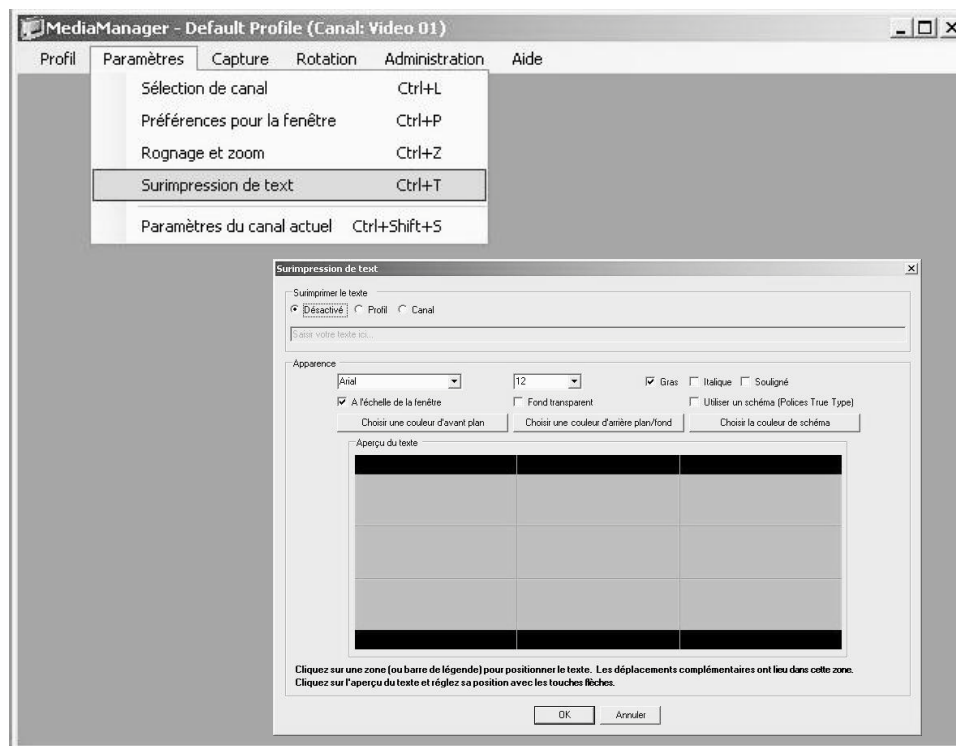 MediaManager - Default Profile (Canal: Video 01)
Profil Paramètres Capture Rotation Administration Aide
Sélection de canal Ctrl+L
Préférences pour la fenêtre Ctrl+P
Rognage et zoom Ctrl+Z
Surimpression de text Ctrl+T
Paramètres du canal actuel Ctrl+Shift+S
Surimpression de text
Surimprimer le texte
Désactivé Profil Canal
Saisir votre texte ici...
Apparence
Arial 12 Gras Italique Souligné
A l'échelle de la fenêtre Fond transparent Utiliser un schéma (Polices True Type)
Choisir une couleur d'avant plan Choisir une couleur d'arrière plan/fond Choisir la couleur de schéma
Aperçu du texte
Cliquez sur une zone (ou barre de légende) pour positionner le texte. Les déplacements complémentaires ont lieu dans cette zone.
Cliquez sur l'aperçu du texte et réglez sa position avec les touches flèches.
OK Annuler